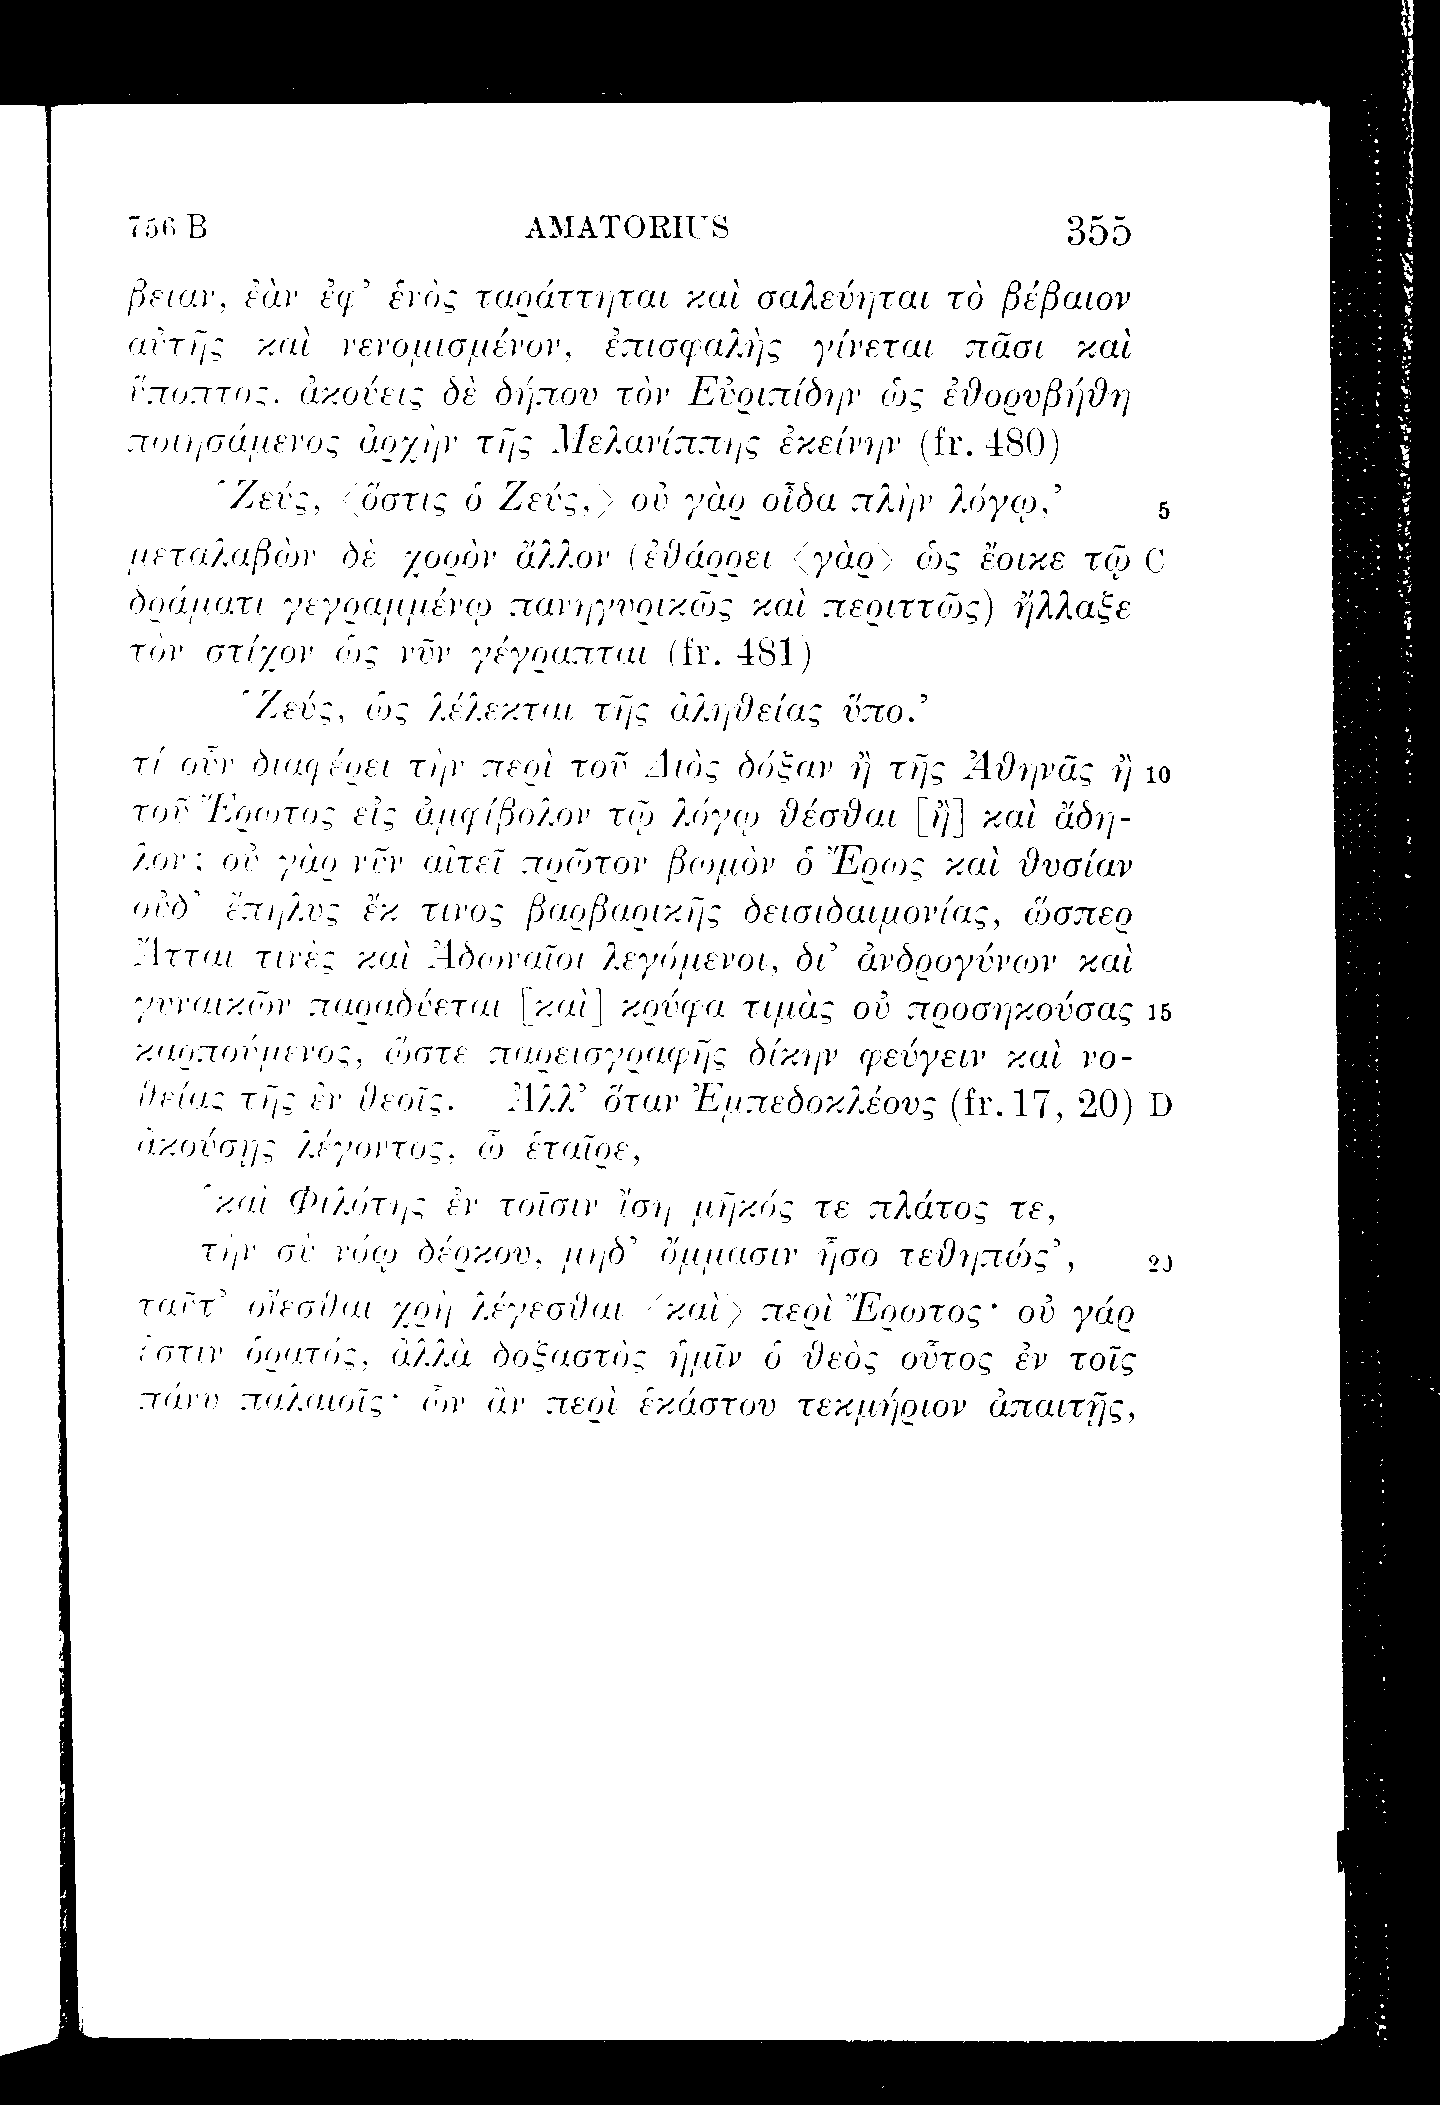 756 B AMATORIUS 355
βειαν, ἐὰν ἐφ’ ἑνὸς ταράττηται καὶ σαλεύηται τὸ βέβαιον
αὐτῆς καὶ νενομισμένον, ἐπισφαλὴς γίνεται πᾶσι καὶ
ὕποπτος. ἀκούεις δὲ δήπου τὸν Εὐριπίδην ὡς ἐθορυβήθη
ποιησάμενος ἀρχὴν τῆς Μελανίππης ἐκείνην (fr. 480)
‘Ζεύς, 〈ὅστις ὁ Ζεύς,〉 οὐ γὰρ οἶδα πλὴν λόγῳ,’ 5
μεταλαβὼν δὲ χορὸν ἄλλον (ἐθάρρει 〈γὰρ〉 ὡς ἔοικε τῷ C
δράματι γεγραμμένῳ πανηγυρικῶς καὶ περιττῶς) ἤλλαξε
τὸν στίχον ὡς νῦν γέγραπται (fr. 481)
‘Ζεύς, ὡς λέλεκται τῆς ἀληθείας ὕπο.’
τί οὖν διαφέρει τὴν περὶ τοῦ Διὸς δόξαν ἢ τῆς Ἀθηνᾶς ἢ 10
τοῦ Ἔρωτος εἰς ἀμφίβολον τῷ λόγῳ θέσθαι [ἢ] καὶ ἄδη-
λον; οὐ γὰρ νῦν αἰτεῖ πρῶτον βωμὸν ὁ Ἔρως καὶ θυσίαν
οὐδ’ ἔπηλυς ἔκ τινος βαρβαρικῆς δεισιδαιμονίας, ὥσπερ
Ἄτται τινὲς καὶ Ἀδωναῖοι λεγόμενοι, δι’ ἀνδρογύνων καὶ
γυναικῶν παραδύεται [καὶ] κρύφα τιμὰς οὐ προσηκούσας 15
καρπούμενος, ὥστε παρεισγραφῆς δίκην φεύγειν καὶ νο-
θείας τῆς ἐν θεοῖς. Ἀλλ’ ὅταν Ἐμπεδοκλέους (fr. 17, 20) D
ἀκούσῃς λέγοντος, ὦ ἑταῖρε,
‘καὶ Φιλότης ἐν τοῖσιν ἴση μῆκός τε πλάτος τε,
τὴν σὺ νόῳ δέρκου, μηδ’ ὄμμασιν ἧσο τεθηπώς’, 20
ταῦτ’ οἴεσθαι χρὴ λέγεσθαι 〈καὶ〉 περὶ Ἔρωτος· οὐ γάρ
ἐστιν ὁρατός, ἀλλὰ δοξαστὸς ἡμῖν ὁ θεὸς οὗτος ἐν τοῖς
πάνυ παλαιοῖς· ὧν ἂν περὶ ἑκάστου τεκμήριον ἀπαιτῇς,